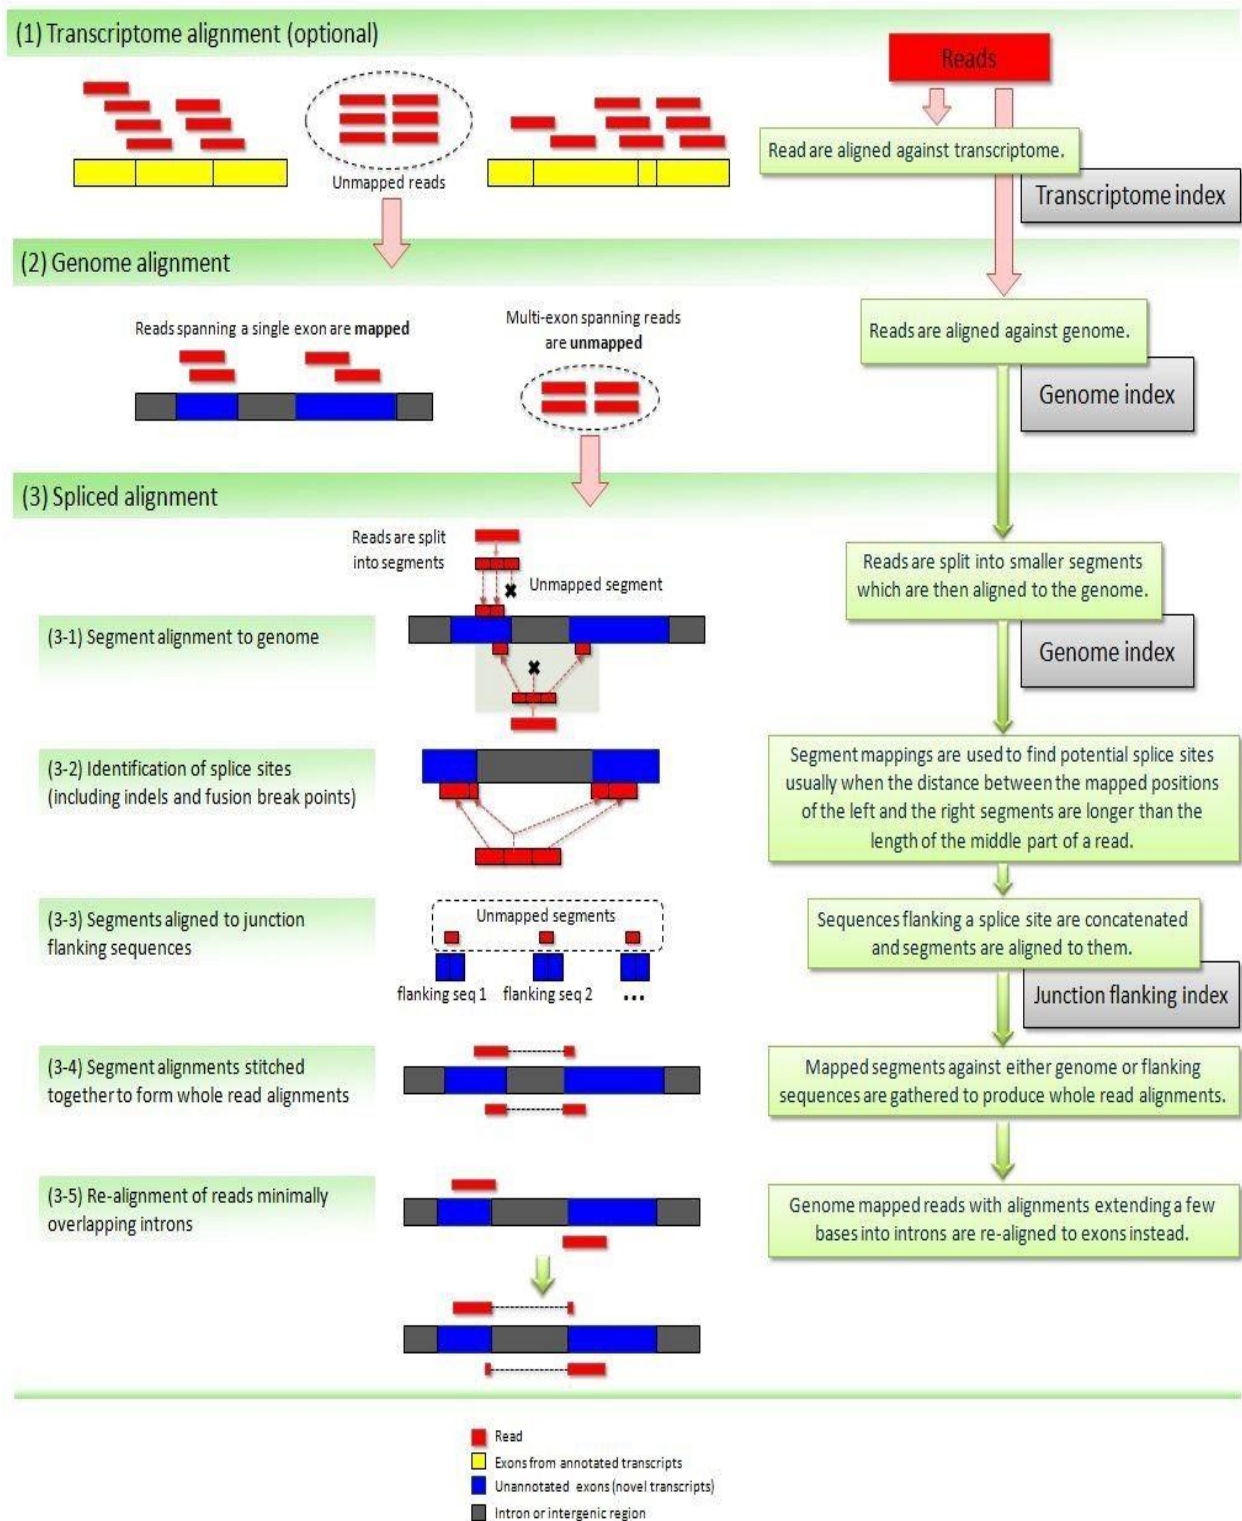 (1) Transcriptome alignment (optional)
Reads
Read are aligned against transcriptome.
Unmapped reads
Transcriptome index
(2) Genome alignment
Reads spanning a single exon are mapped
Multi-exon spanning reads
are unmapped
Reads are aligned against genome.
Genome index
(3) Spliced alignment
Reads are split
into segments
Unmapped segment
Reads are split into smaller segments
which are then aligned to the genome.
(3-1) Segment alignment to genome
Genome index
(3-2) Identification of splice sites
(including indels and fusion break points)
Segment mappings are used to find potential splice sites
usually when the distance between the mapped positions
of the left and the right segments are longer than the
length of the middle part of a read.
(3-3) Segments aligned to junction
flanking sequences
Unmapped segments
flanking seq 1
flanking seq 2
...
Sequences flanking a splice site are concatenated
and segments are aligned to them.
Junction flanking index
(3-4) Segment alignments stitched
together to form whole read alignments
Mapped segments against either genome or flanking
sequences are gathered to produce whole read alignments.
(3-5) Re-alignment of reads minimally
overlapping introns
Genome mapped reads with alignments extending a few
bases into introns are re-aligned to exons instead.
Read
Exons from annotated transcripts
Unannotated exons (novel transcripts)
Intron or intergenic region